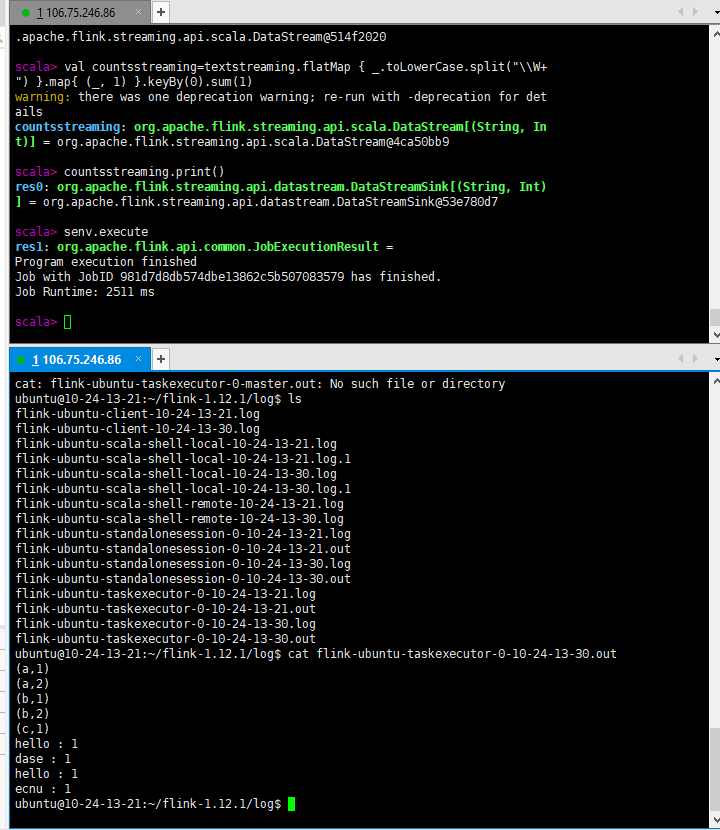 1 106.75.246.86 × +
.apache.flink.streaming.api.scala.DataStream@514f2020
scala> val countsstreaming=textstreaming.flatMap { _.toLowerCase.split("\\W+
") }.map{ (_, 1) }.keyBy(0).sum(1)
warning: there was one deprecation warning; re-run with -deprecation for det
ails
countsstreaming: org.apache.flink.streaming.api.scala.DataStream[(String, In
t)] = org.apache.flink.streaming.api.scala.DataStream@4ca50bb9
scala> countsstreaming.print()
res0: org.apache.flink.streaming.api.datastream.DataStreamSink[(String, Int)
] = org.apache.flink.streaming.api.datastream.DataStreamSink@53e780d7
scala> senv.execute
res1: org.apache.flink.api.common.JobExecutionResult =
Program execution finished
Job with JobID 981d7d8db574dbe13862c5b507083579 has finished.
Job Runtime: 2511 ms
scala>
1 106.75.246.86 × +
cat: flink-ubuntu-taskexecutor-0-master.out: No such file or directory
ubuntu@10-24-13-21:~/flink-1.12.1/log$ ls
flink-ubuntu-client-10-24-13-21.log
flink-ubuntu-client-10-24-13-30.log
flink-ubuntu-scala-shell-local-10-24-13-21.log
flink-ubuntu-scala-shell-local-10-24-13-21.log.1
flink-ubuntu-scala-shell-local-10-24-13-30.log
flink-ubuntu-scala-shell-local-10-24-13-30.log.1
flink-ubuntu-scala-shell-remote-10-24-13-21.log
flink-ubuntu-scala-shell-remote-10-24-13-30.log
flink-ubuntu-standalonesession-0-10-24-13-21.log
flink-ubuntu-standalonesession-0-10-24-13-21.out
flink-ubuntu-standalonesession-0-10-24-13-30.log
flink-ubuntu-standalonesession-0-10-24-13-30.out
flink-ubuntu-taskexecutor-0-10-24-13-21.log
flink-ubuntu-taskexecutor-0-10-24-13-21.out
flink-ubuntu-taskexecutor-0-10-24-13-30.log
flink-ubuntu-taskexecutor-0-10-24-13-30.out
ubuntu@10-24-13-21:~/flink-1.12.1/log$ cat flink-ubuntu-taskexecutor-0-10-24-13-30.out
(a,1)
(a,2)
(b,1)
(b,2)
(c,1)
hello : 1
dase : 1
hello : 1
ecnu : 1
ubuntu@10-24-13-21:~/flink-1.12.1/log$